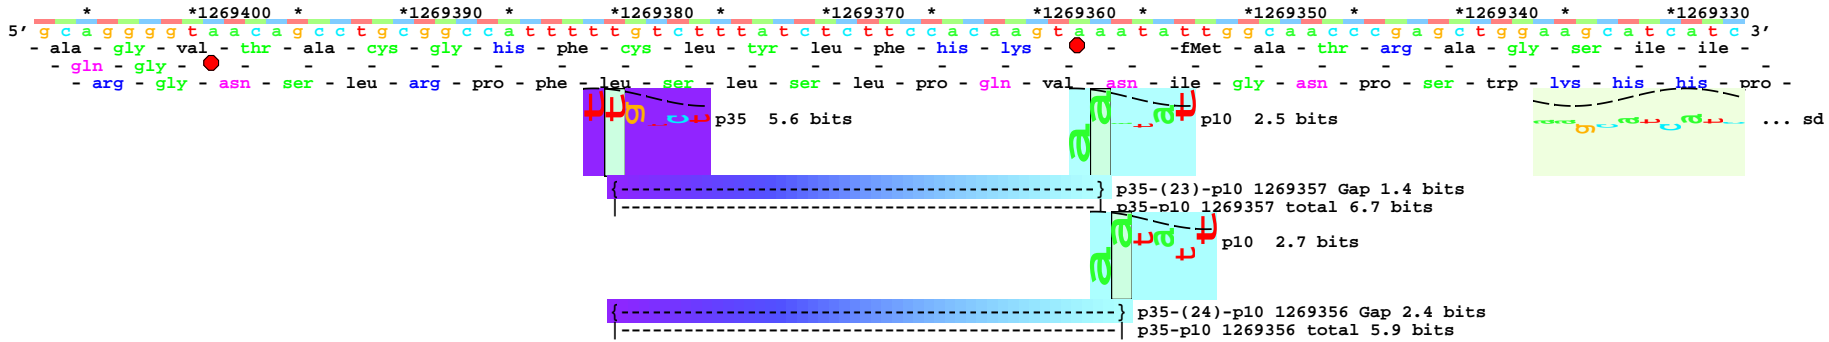 * *1269400 * *1269390 * *1269380 * *1269370 * *1269360 * *1269350 * *1269340 * *1269330
5' g c a g g g g t a a c a g c c t g c g g c c a t t t t t g t c t t t a t c t c t t c c a c a a g t a a a t a t t g g c a a c c c g a g c t g g a a g c a t c a t c 3'
- ala - gly - val - thr - ala - cys - gly - his - phe - cys - leu - tyr - leu - phe - his - lys - - -fMet - ala - thr - arg - ala - gly - ser - ile - ile -
- gln - gly - - - - - - - - - - - - - - - - - - - - - - - - - -
- arg - gly - asn - ser - leu - arg - pro - phe - leu - ser - leu - ser - leu - pro - gln - val - asn - ile - gly - asn - pro - ser - trp - lys - his - his - pro -
p35 5.6 bits
p10 2.5 bits
... sd
{-----------------------------------------------} p35-(23)-p10 1269357 Gap 1.4 bits
|-----------------------------------------------| p35-p10 1269357 total 6.7 bits
p10 2.7 bits
{-------------------------------------------------} p35-(24)-p10 1269356 Gap 2.4 bits
|-------------------------------------------------| p35-p10 1269356 total 5.9 bits